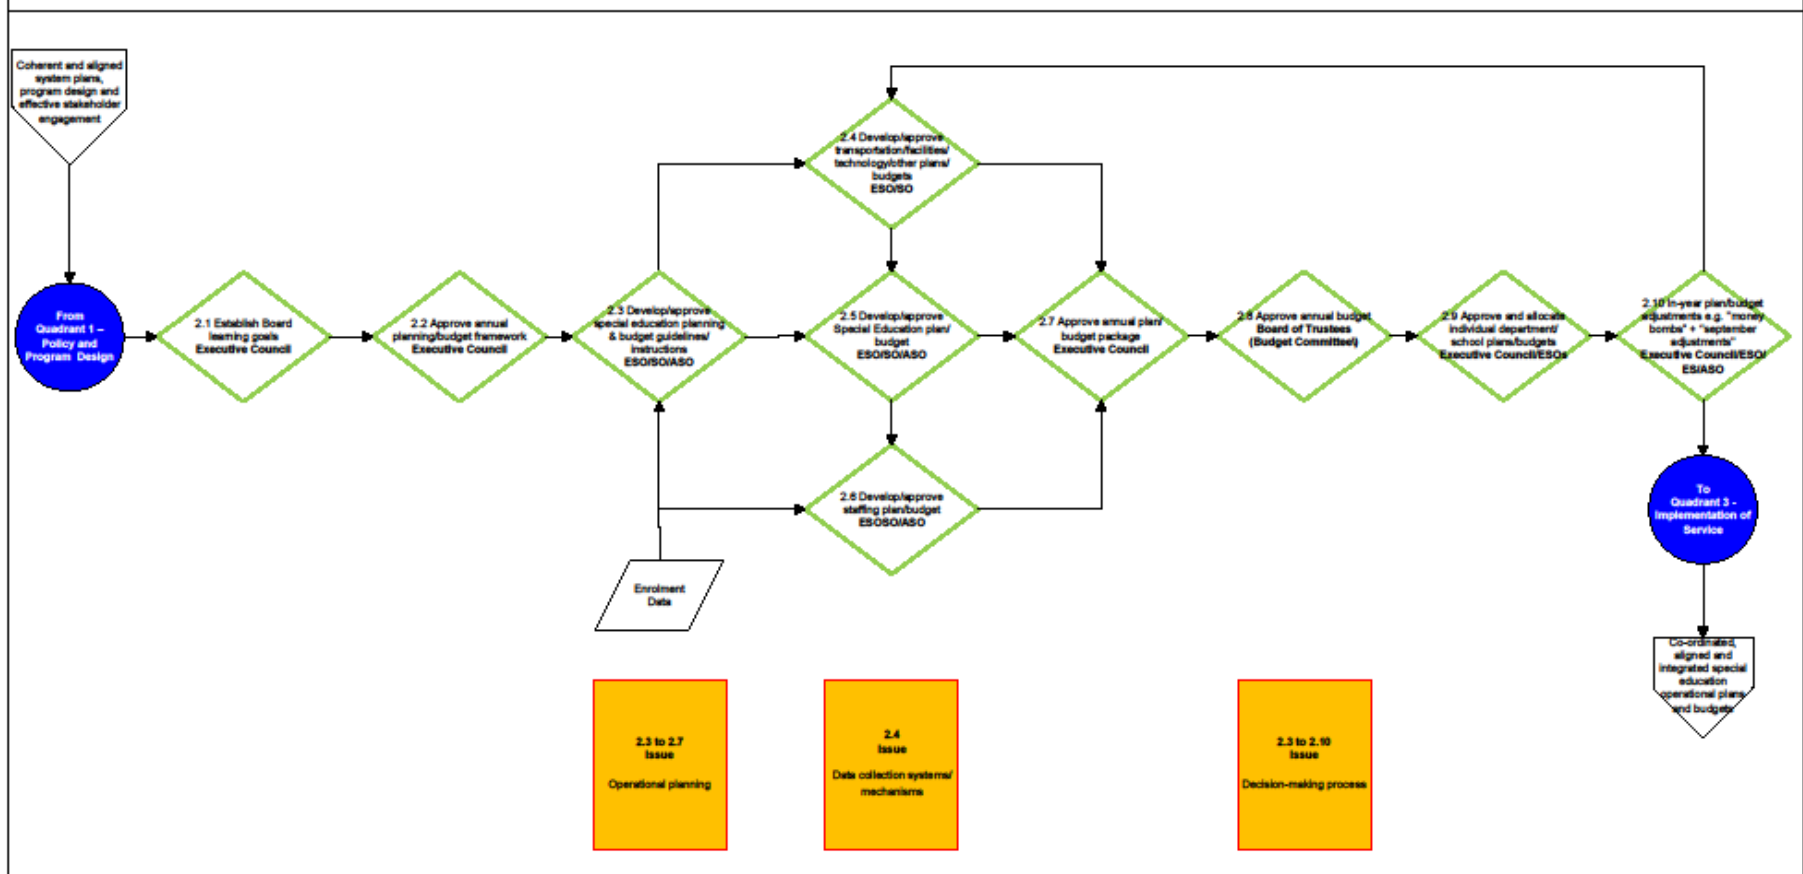 Coherent and aligned
system plans,
program design and
effective stakeholder
engagement
From
Quadrant 1 –
Policy and
Program Design
2.1 Establish Board
learning goals
Executive Council
2.2 Approve annual
planning/budget framework
Executive Council
2.3 Develop/approve
special education planning
& budget guidelines/
instructions
ESO/SO/ASO
2.4 Develop/approve
transportation/facilities/
technology/other plans/
budgets
ESO/SO
2.5 Develop/approve
Special Education plan/
budget
ESO/SO/ASO
2.6 Develop/approve
staffing plan/budget
ESOSO/ASO
Enrolment
Data
2.7 Approve annual plan/
budget package
Executive Council
2.8 Approve annual budget
Board of Trustees
(Budget Committee\)
2.9 Approve and allocate
individual department/
school plans/budgets
Executive Council/ESOs
2.10 In-year plan/budget
adjustments e.g. "money
bombs" + "september
adjustments"
Executive Council/ESO/
ES/ASO
To
Quadrant 3 -
Implementation of
Service
Co-ordinated,
aligned and
integrated special
education
operational plans
and budgets
2.3 to 2.7
Issue
Operational planning
2.4
Issue
Data collection systems/
mechanisms
2.3 to 2.10
Issue
Decision-making process